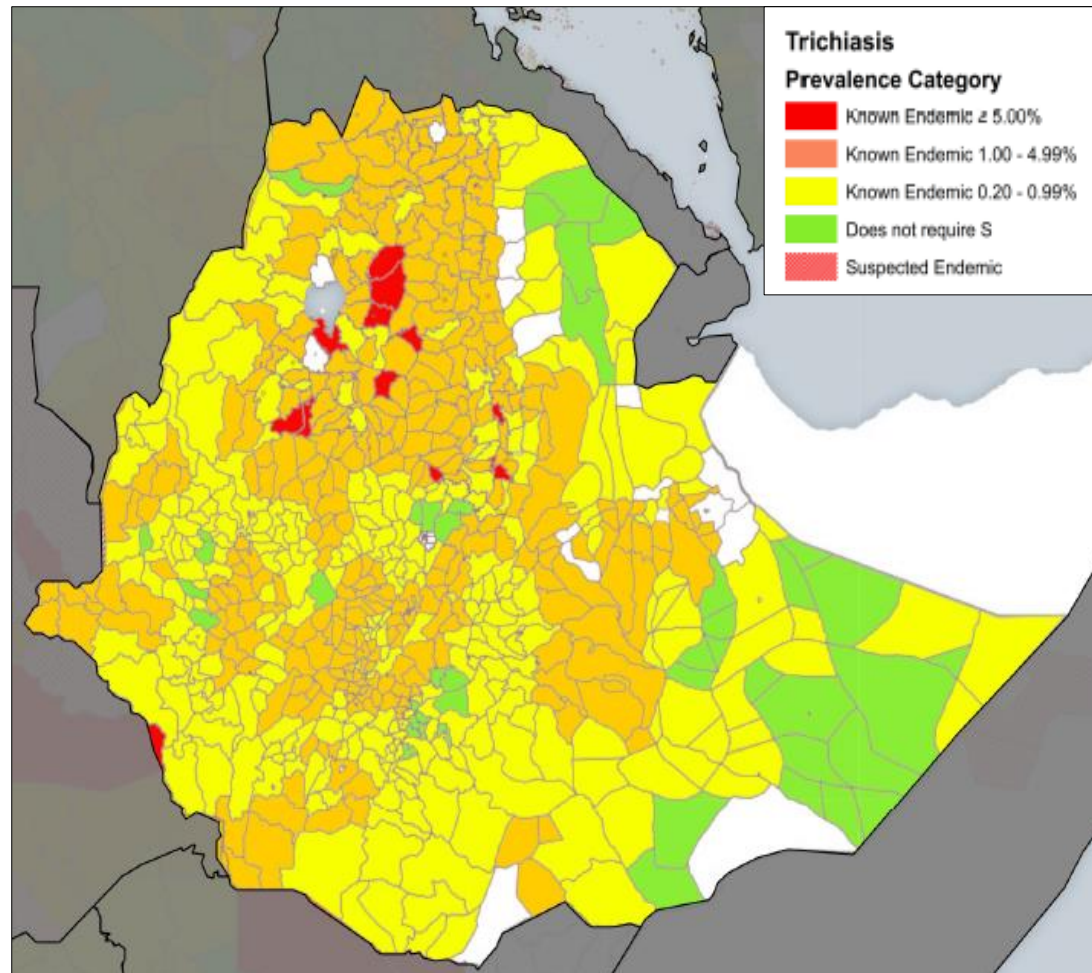 Trichiasis
Prevalence Category
Known Endemic ≥ 5.00%
Known Endemic 1.00 - 4.99%
Known Endemic 0.20 - 0.99%
Does not require S
Suspected Endemic